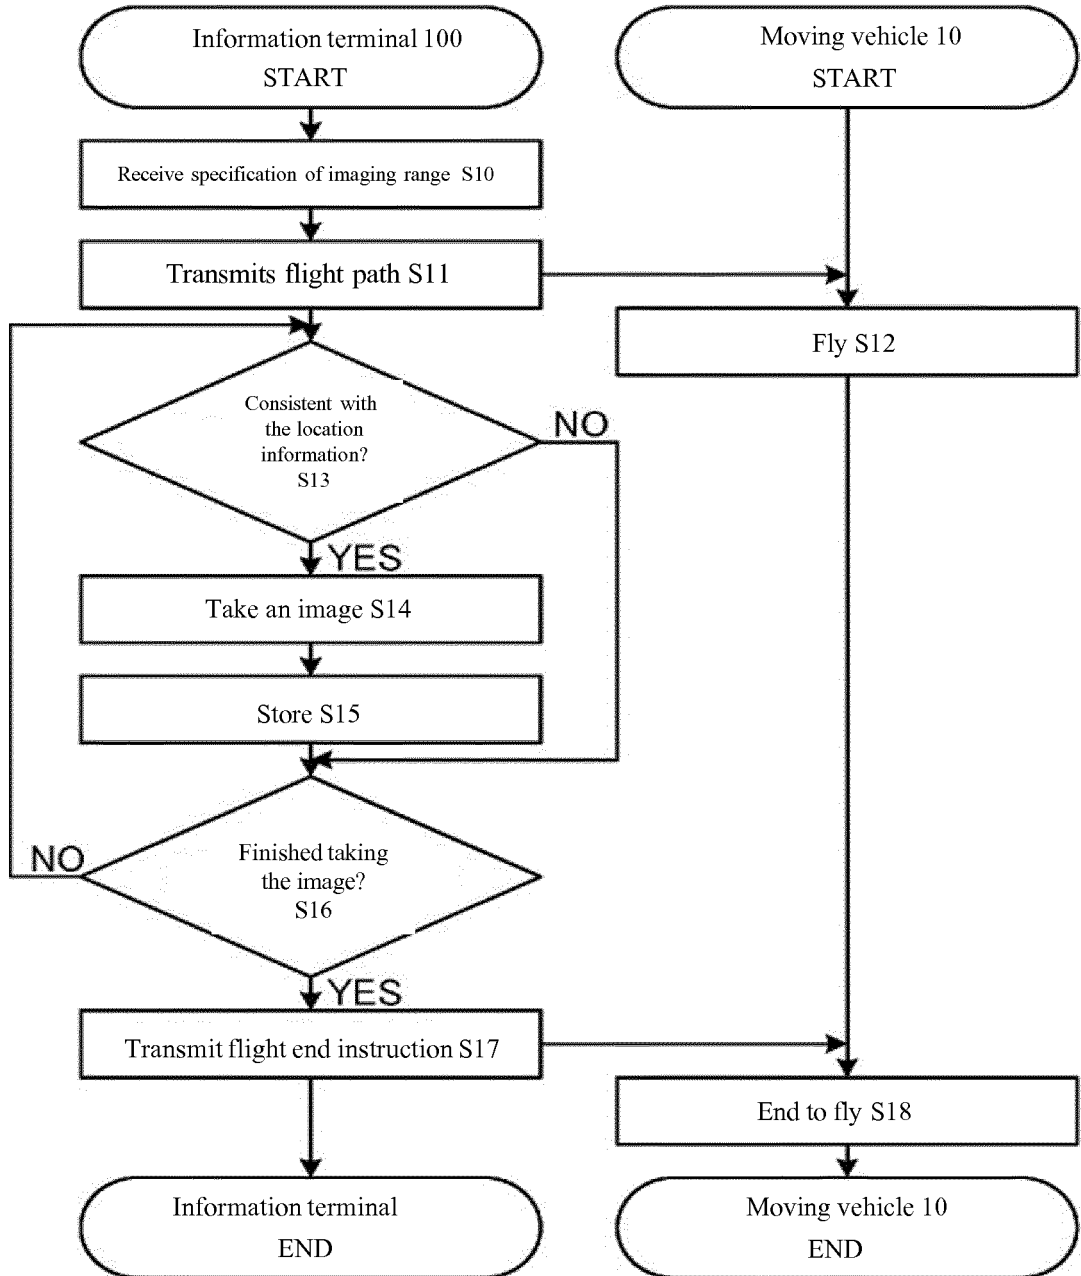 Information terminal 100
START
Moving vehicle 10
START
Receive specification of imaging range S10
Transmits flight path S11
Fly S12
Consistent with
the location
information?
S13
NO
YES
Take an image S14
Store S15
Finished taking
the image?
S16
NO
YES
Transmit flight end instruction S17
End to fly S18
Information terminal
END
Moving vehicle 10
END